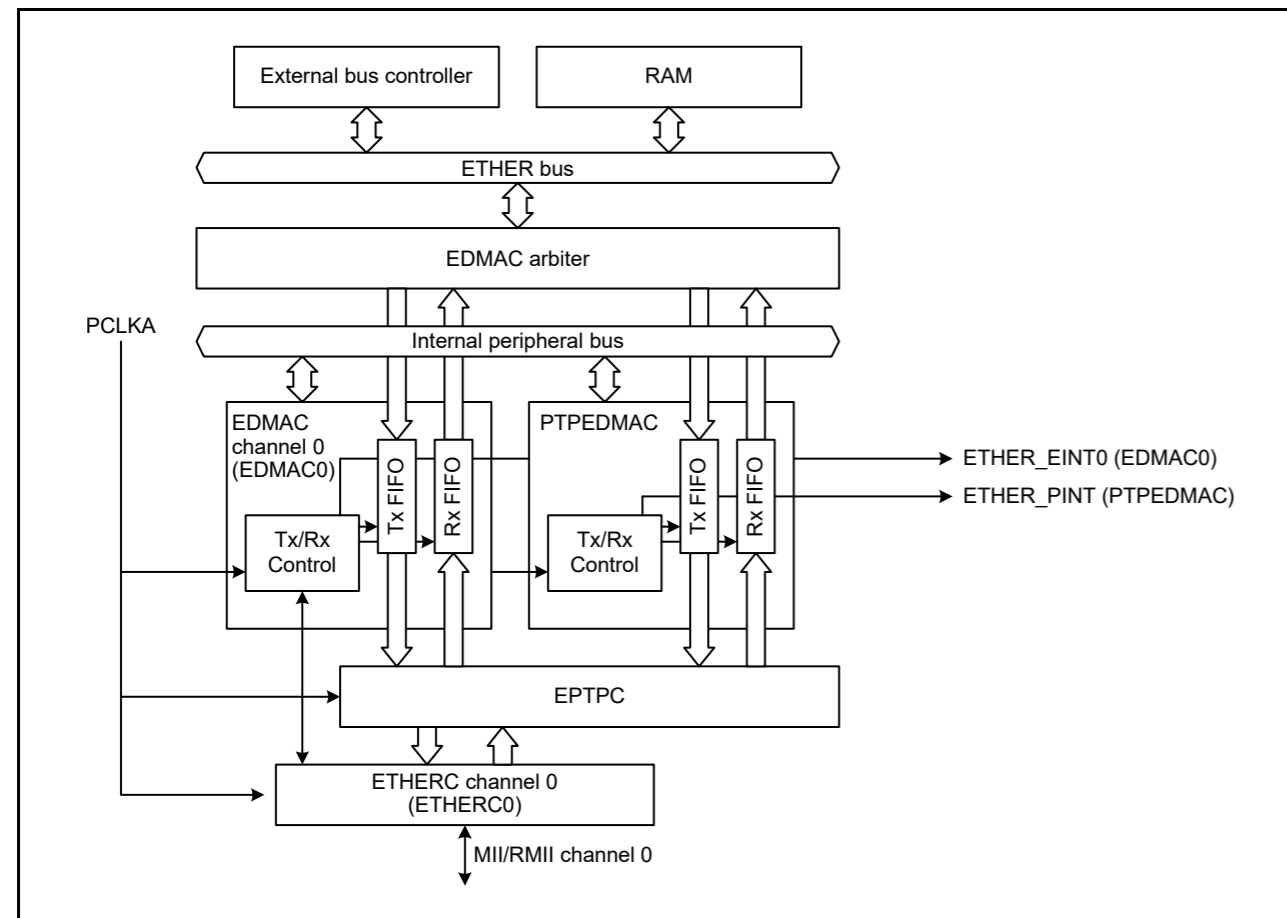 External bus controller
RAM
ETHER bus
EDMAC arbiter
PCLKA
Internal peripheral bus
EDMAC
channel 0
(EDMAC0)
Tx FIFO
Rx FIFO
Tx/Rx
Control
PTPEDMAC
Tx FIFO
Rx FIFO
Tx/Rx
Control
ETHER_EINT0 (EDMAC0)
ETHER_PINT (PTPEDMAC)
EPTPC
ETHERC channel 0
(ETHERC0)
MII/RMII channel 0